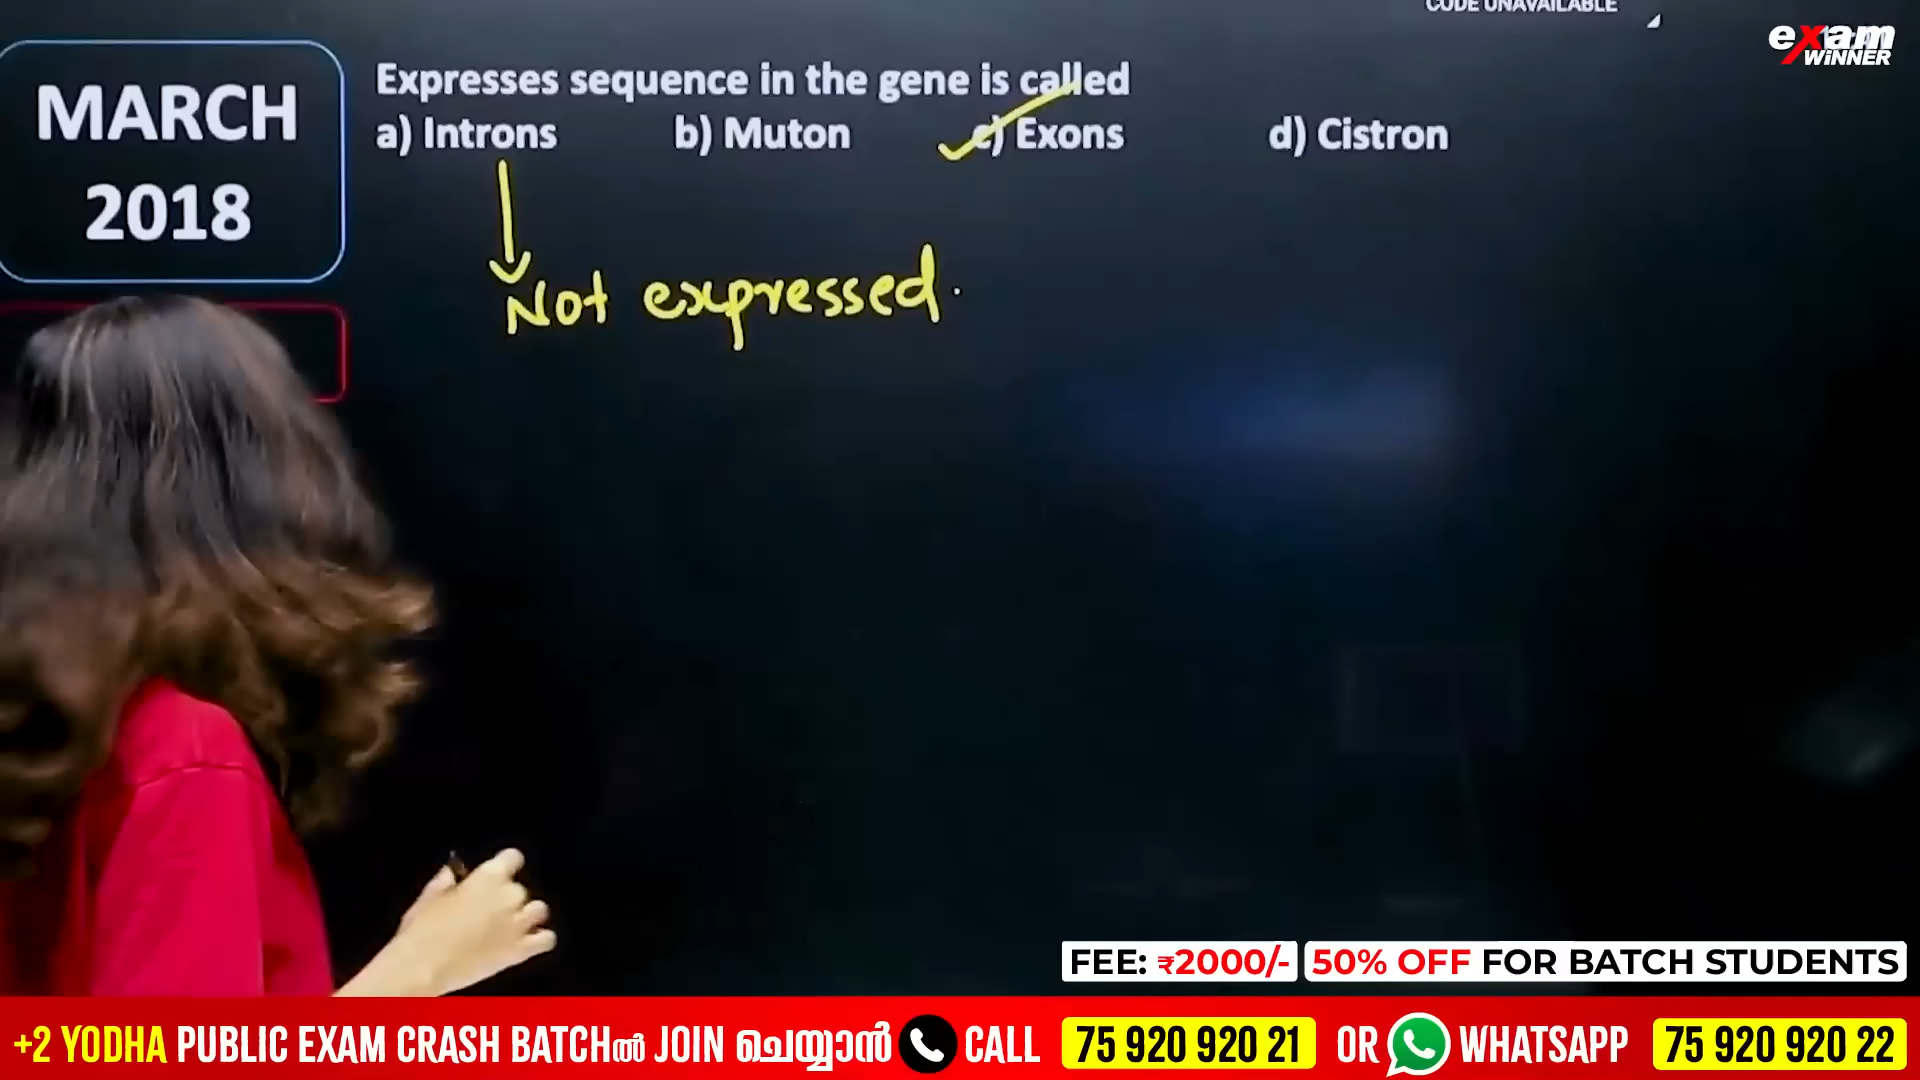 CODE UNAVAILABLE
exam
WINNER
MARCH
2018
Expresses sequence in the gene is called
a) Introns b) Muton c) Exons d) Cistron
Not expressed.
FEE: ₹2000/- 50% OFF FOR BATCH STUDENTS
+2 YODHA PUBLIC EXAM CRASH BATCHൽ JOIN ചെയ്യാൻ CALL 75 920 920 21 OR WHATSAPP 75 920 920 22